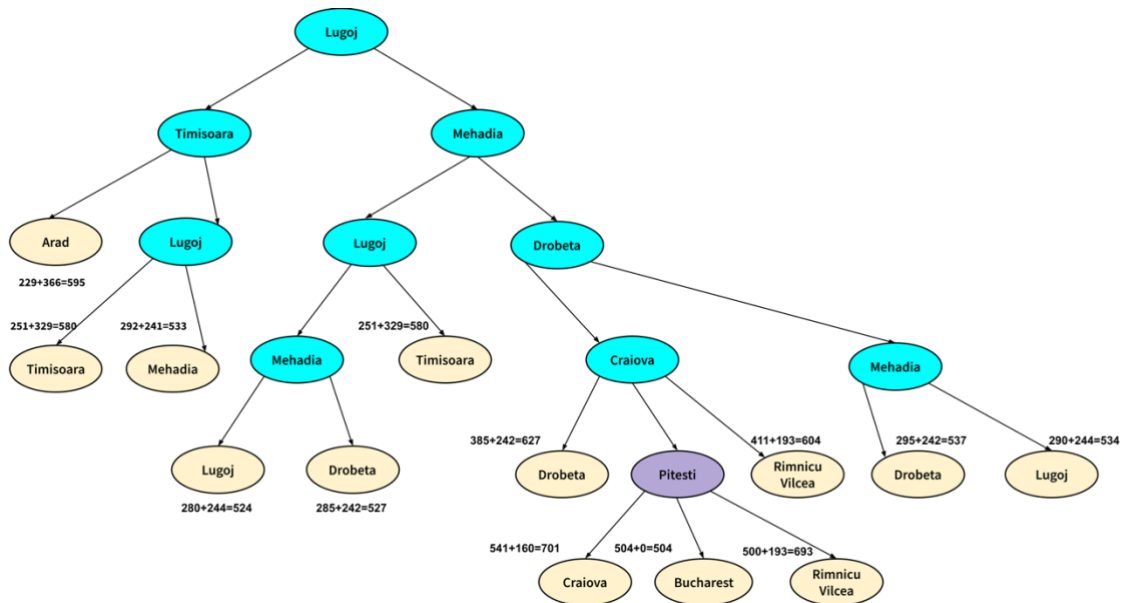 Lugoj
Timisoara
Mehadia
Arad
Lugoj
Lugoj
Drobeta
229+366=595
251+329=580
292+241=533
251+329=580
Timisoara
Mehadia
Mehadia
Timisoara
Craiova
Mehadia
385+242=627
411+193=604
295+242=537
290+244=534
Lugoj
Drobeta
Drobeta
Pitesti
Rimnicu
Vilcea
Drobeta
Lugoj
280+244=524
285+242=527
541+160=701
504+0=504
500+193=693
Craiova
Bucharest
Rimnicu
Vilcea